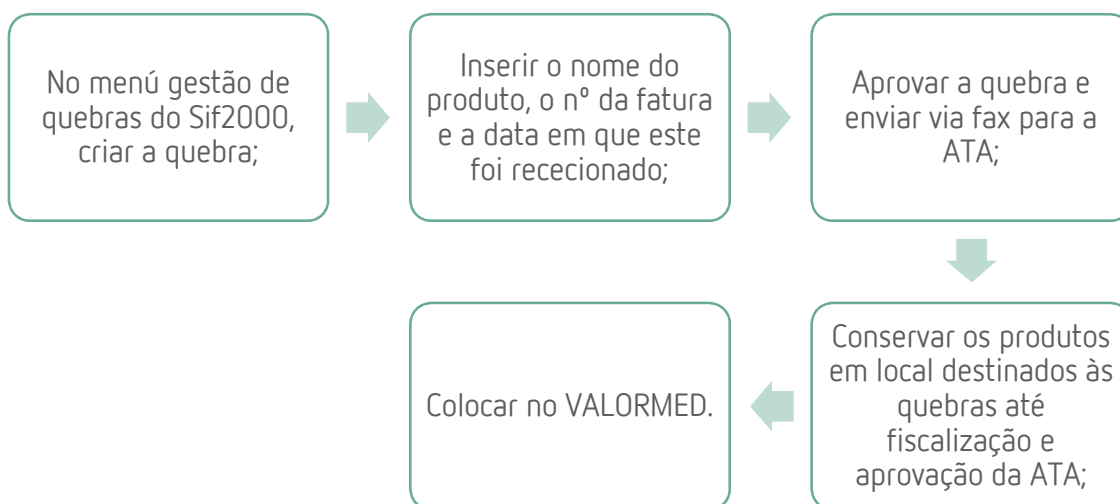 No menú gestão de
quebras do Sif2000,
criar a quebra;
Inserir o nome do
produto, o nº da fatura
e a data em que este
foi rececionado;
Aprovar a quebra e
enviar via fax para a
ATA;
Conservar os produtos
em local destinados às
quebras até
fiscalização e
aprovação da ATA;
Colocar no VALORMED.